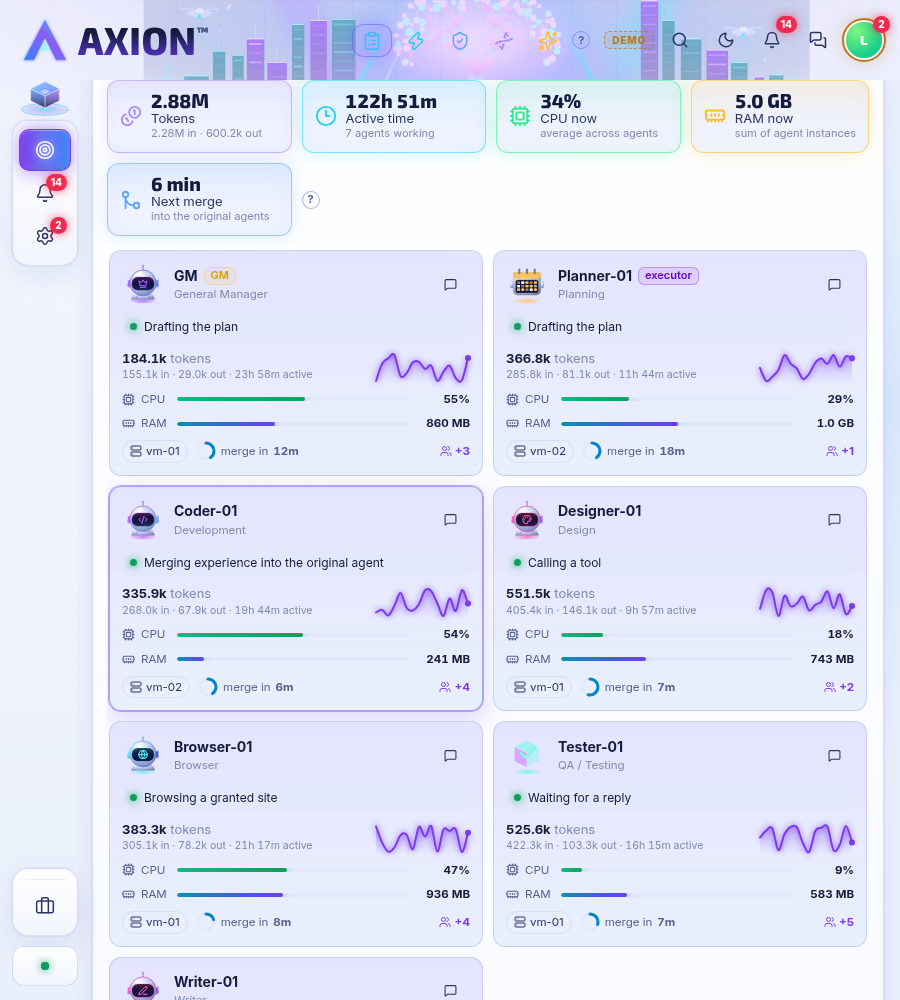 AXION™
?
DEMO
14
L
2
14
2
2.88M
Tokens
2.28M in · 600.2k out
122h 51m
Active time
7 agents working
34%
CPU now
average across agents
5.0 GB
RAM now
sum of agent instances
6 min
Next merge
into the original agents
?
GM GM
General Manager
Drafting the plan
184.1k tokens
155.1k in · 29.0k out · 23h 58m active
CPU 55%
RAM 860 MB
vm-01 merge in 12m +3
Planner-01 executor
Planning
Drafting the plan
366.8k tokens
285.8k in · 81.1k out · 11h 44m active
CPU 29%
RAM 1.0 GB
vm-02 merge in 18m +1
Coder-01
Development
Merging experience into the original agent
335.9k tokens
268.0k in · 67.9k out · 19h 44m active
CPU 54%
RAM 241 MB
vm-02 merge in 6m +4
Designer-01
Design
Calling a tool
551.5k tokens
405.4k in · 146.1k out · 9h 57m active
CPU 18%
RAM 743 MB
vm-01 merge in 7m +2
Browser-01
Browser
Browsing a granted site
383.3k tokens
305.1k in · 78.2k out · 21h 17m active
CPU 47%
RAM 936 MB
vm-01 merge in 8m +4
Tester-01
QA / Testing
Waiting for a reply
525.6k tokens
422.3k in · 103.3k out · 16h 15m active
CPU 9%
RAM 583 MB
vm-01 merge in 7m +5
Writer-01
Writer